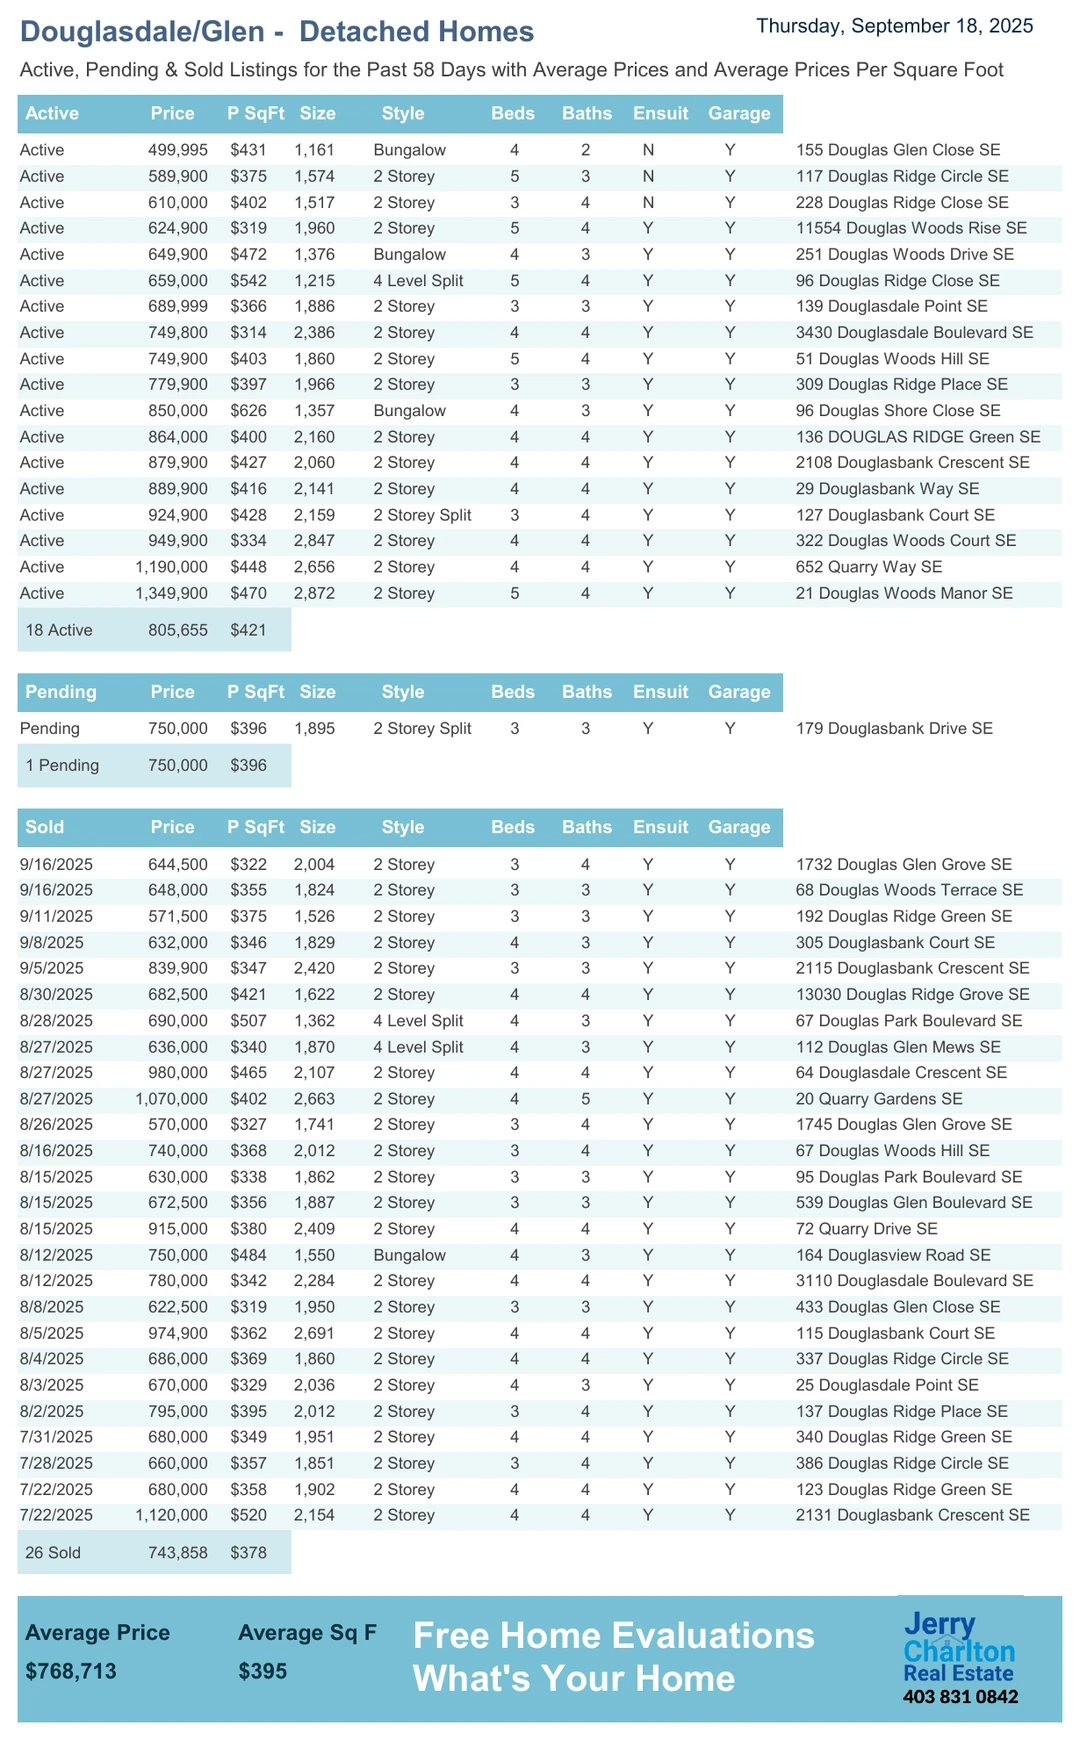 Douglasdale/Glen - Detached Homes Thursday, September 18, 2025
Active, Pending & Sold Listings for the Past 58 Days with Average Prices and Average Prices Per Square Foot
Active Price P SqFt Size Style Beds Baths Ensuit Garage
Active 499,995 $431 1,161 Bungalow 4 2 N Y 155 Douglas Glen Close SE
Active 589,900 $375 1,574 2 Storey 5 3 N Y 117 Douglas Ridge Circle SE
Active 610,000 $402 1,517 2 Storey 3 4 N Y 228 Douglas Ridge Close SE
Active 624,900 $319 1,960 2 Storey 5 4 Y Y 11554 Douglas Woods Rise SE
Active 649,900 $472 1,376 Bungalow 4 3 Y Y 251 Douglas Woods Drive SE
Active 659,000 $542 1,215 4 Level Split 5 4 Y Y 96 Douglas Ridge Close SE
Active 689,999 $366 1,886 2 Storey 3 3 Y Y 139 Douglasdale Point SE
Active 749,800 $314 2,386 2 Storey 4 4 Y Y 3430 Douglasdale Boulevard SE
Active 749,900 $403 1,860 2 Storey 5 4 Y Y 51 Douglas Woods Hill SE
Active 779,900 $397 1,966 2 Storey 3 3 Y Y 309 Douglas Ridge Place SE
Active 850,000 $626 1,357 Bungalow 4 3 Y Y 96 Douglas Shore Close SE
Active 864,000 $400 2,160 2 Storey 4 4 Y Y 136 DOUGLAS RIDGE Green SE
Active 879,900 $427 2,060 2 Storey 4 4 Y Y 2108 Douglasbank Crescent SE
Active 889,900 $416 2,141 2 Storey 4 4 Y Y 29 Douglasbank Way SE
Active 924,900 $428 2,159 2 Storey Split 3 4 Y Y 127 Douglasbank Court SE
Active 949,900 $334 2,847 2 Storey 4 4 Y Y 322 Douglas Woods Court SE
Active 1,190,000 $448 2,656 2 Storey 4 4 Y Y 652 Quarry Way SE
Active 1,349,900 $470 2,872 2 Storey 5 4 Y Y 21 Douglas Woods Manor SE
18 Active 805,655 $421
Pending Price P SqFt Size Style Beds Baths Ensuit Garage
Pending 750,000 $396 1,895 2 Storey Split 3 3 Y Y 179 Douglasbank Drive SE
1 Pending 750,000 $396
Sold Price P SqFt Size Style Beds Baths Ensuit Garage
9/16/2025 644,500 $322 2,004 2 Storey 3 4 Y Y 1732 Douglas Glen Grove SE
9/16/2025 648,000 $355 1,824 2 Storey 3 3 Y Y 68 Douglas Woods Terrace SE
9/11/2025 571,500 $375 1,526 2 Storey 3 3 Y Y 192 Douglas Ridge Green SE
9/8/2025 632,000 $346 1,829 2 Storey 4 3 Y Y 305 Douglasbank Court SE
9/5/2025 839,900 $347 2,420 2 Storey 3 3 Y Y 2115 Douglasbank Crescent SE
8/30/2025 682,500 $421 1,622 2 Storey 4 4 Y Y 13030 Douglas Ridge Grove SE
8/28/2025 690,000 $507 1,362 4 Level Split 4 3 Y Y 67 Douglas Park Boulevard SE
8/27/2025 636,000 $340 1,870 4 Level Split 4 3 Y Y 112 Douglas Glen Mews SE
8/27/2025 980,000 $465 2,107 2 Storey 4 4 Y Y 64 Douglasdale Crescent SE
8/27/2025 1,070,000 $402 2,663 2 Storey 4 5 Y Y 20 Quarry Gardens SE
8/26/2025 570,000 $327 1,741 2 Storey 3 4 Y Y 1745 Douglas Glen Grove SE
8/16/2025 740,000 $368 2,012 2 Storey 3 4 Y Y 67 Douglas Woods Hill SE
8/15/2025 630,000 $338 1,862 2 Storey 3 3 Y Y 95 Douglas Park Boulevard SE
8/15/2025 672,500 $356 1,887 2 Storey 3 3 Y Y 539 Douglas Glen Boulevard SE
8/15/2025 915,000 $380 2,409 2 Storey 4 4 Y Y 72 Quarry Drive SE
8/12/2025 750,000 $484 1,550 Bungalow 4 3 Y Y 164 Douglasview Road SE
8/12/2025 780,000 $342 2,284 2 Storey 4 4 Y Y 3110 Douglasdale Boulevard SE
8/8/2025 622,500 $319 1,950 2 Storey 3 3 Y Y 433 Douglas Glen Close SE
8/5/2025 974,900 $362 2,691 2 Storey 4 4 Y Y 115 Douglasbank Court SE
8/4/2025 686,000 $369 1,860 2 Storey 4 4 Y Y 337 Douglas Ridge Circle SE
8/3/2025 670,000 $329 2,036 2 Storey 4 3 Y Y 25 Douglasdale Point SE
8/2/2025 795,000 $395 2,012 2 Storey 3 4 Y Y 137 Douglas Ridge Place SE
7/31/2025 680,000 $349 1,951 2 Storey 4 4 Y Y 340 Douglas Ridge Green SE
7/28/2025 660,000 $357 1,851 2 Storey 3 4 Y Y 386 Douglas Ridge Circle SE
7/22/2025 680,000 $358 1,902 2 Storey 4 4 Y Y 123 Douglas Ridge Green SE
7/22/2025 1,120,000 $520 2,154 2 Storey 4 4 Y Y 2131 Douglasbank Crescent SE
26 Sold 743,858 $378
Average Price Average Sq F
$768,713 $395
Free Home Evaluations
What's Your Home
Jerry
Charlton
Real Estate
403 831 0842